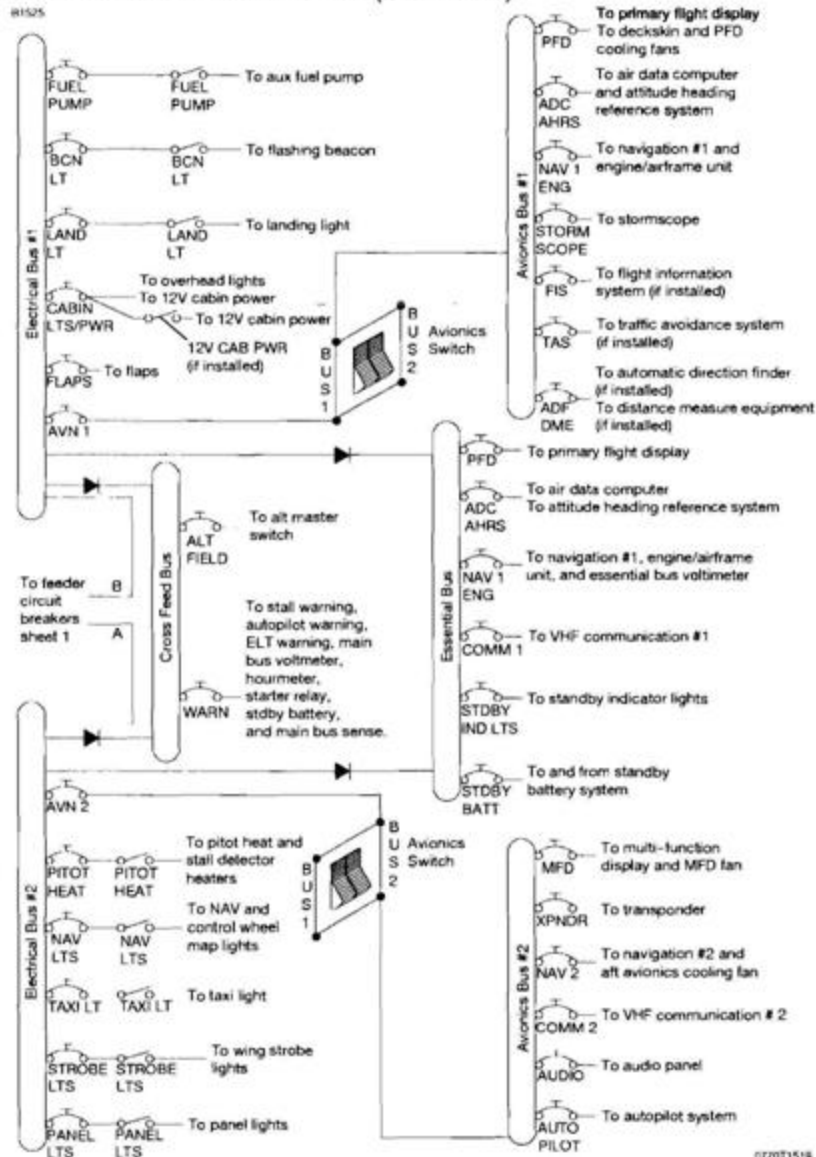 B1525
Electrical Bus #1
FUEL
PUMP
FUEL
PUMP
To aux fuel pump
BCN
LT
BCN
LT
To flashing beacon
LAND
LT
LAND
LT
To landing light
CABIN
LTS/PWR
To overhead lights
To 12V cabin power
To 12V cabin power
12V CAB PWR
(if installed)
FLAPS
To flaps
AVN 1
BUS 1
BUS 2
Avionics
Switch
Avionics Bus #1
PFD
To primary flight display
To deckskin and PFD
cooling fans
ADC
AHRS
To air data computer
and attitude heading
reference system
NAV 1
ENG
To navigation #1 and
engine/airframe unit
STORM
SCOPE
To stormscope
FIS
To flight information
system (if installed)
TAS
To traffic avoidance system
(if installed)
ADF
DME
To automatic direction finder
(if installed)
To distance measure equipment
(if installed)
To feeder
circuit
breakers
sheet 1
B
A
Cross Feed Bus
ALT
FIELD
To alt master
switch
WARN
To stall warning,
autopilot warning,
ELT warning, main
bus voltmeter,
hourmeter,
starter relay,
stdby battery,
and main bus sense.
Essential Bus
PFD
To primary flight display
ADC
AHRS
To air data computer
To attitude heading reference system
NAV 1
ENG
To navigation #1, engine/airframe
unit, and essential bus voltimeter
COMM 1
To VHF communication #1
STDBY
IND LTS
To standby indicator lights
STDBY
BATT
To and from standby
battery system
Electrical Bus #2
AVN 2
PITOT
HEAT
PITOT
HEAT
To pitot heat and
stall detector
heaters
NAV
LTS
NAV
LTS
To NAV and
control wheel
map lights
TAXI LT
TAXI LT
To taxi light
STROBE
LTS
STROBE
LTS
To wing strobe
lights
PANEL
LTS
PANEL
LTS
To panel lights
BUS 1
BUS 2
Avionics
Switch
Avionics Bus #2
MFD
To multi-function
display and MFD fan
XPNDR
To transponder
NAV 2
To navigation #2 and
aft avionics cooling fan
COMM 2
To VHF communication # 2
AUDIO
To audio panel
AUTO
PILOT
To autopilot system